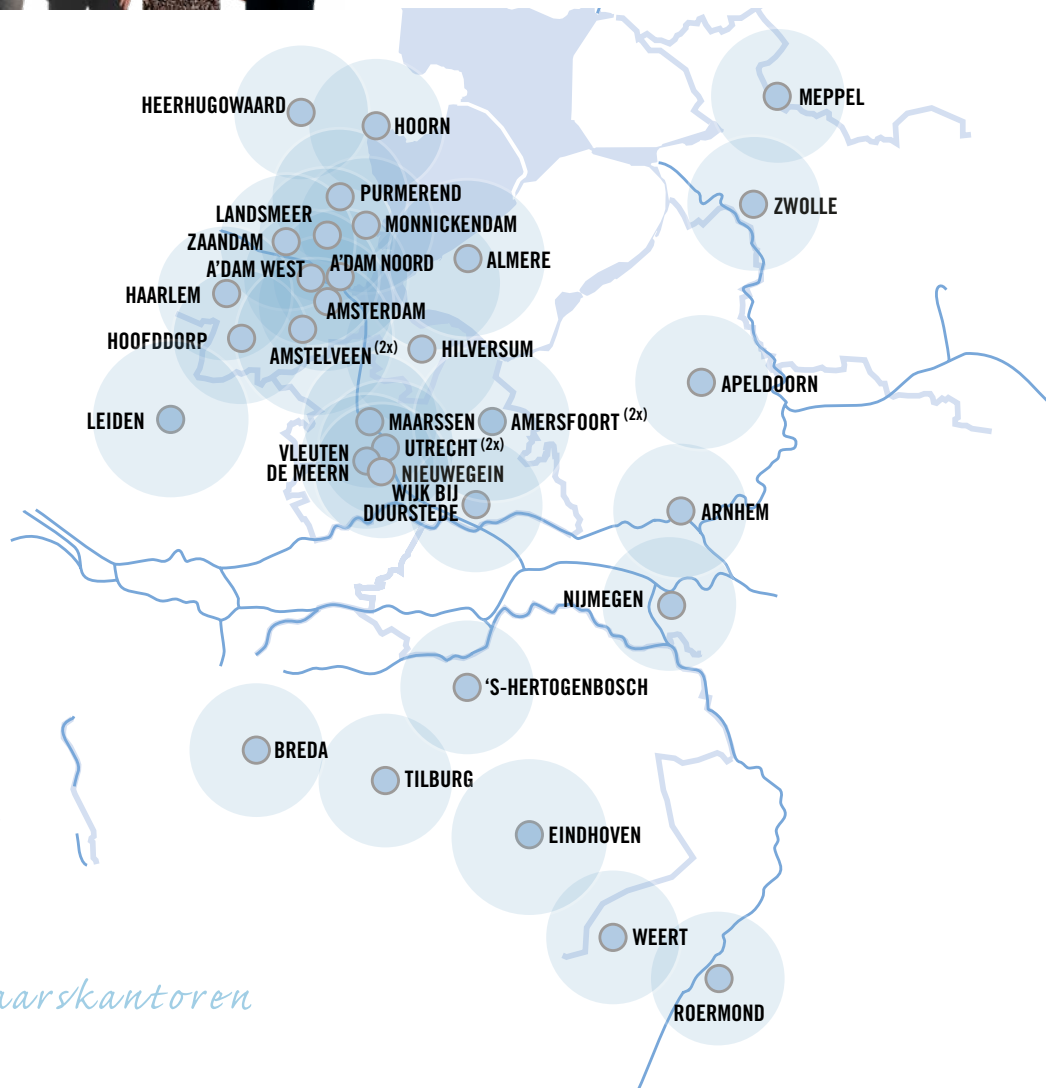 MEPPEL
HEERHUGOWAARD
HOORN
PURMEREND
ZWOLLE
LANDSMEER
MONNICKENDAM
ZAANDAM
ALMERE
A’DAM WEST
A’DAM NOORD
HAARLEM
AMSTERDAM
HOOFDDORP
AMSTELVEEN (2x)
HILVERSUM
APELDOORN
LEIDEN
MAARSSEN
AMERSFOORT (2x)
UTRECHT (2x)
VLEUTEN
DE MEERN
NIEUWEGEIN
WIJK BIJ
DUURSTEDE
ARNHEM
NIJMEGEN
‘S-HERTOGENBOSCH
BREDA
TILBURG
EINDHOVEN
WEERT
aarskantoren
ROERMOND